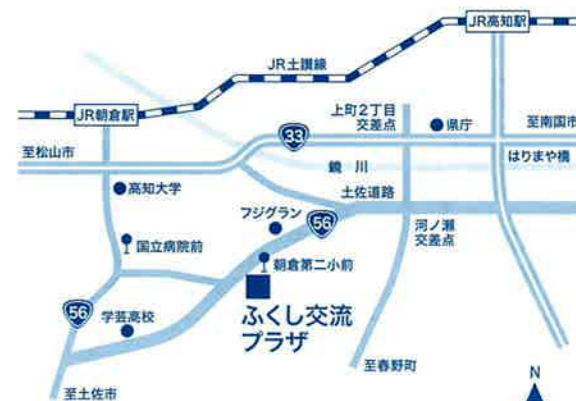 JR高知駅
JR土讃線
JR朝倉駅
上町2丁目
交差点
県庁
至南国市
33
至松山市
鏡 川
はりまや橋
高知大学
土佐道路
フジグラン
56
河ノ瀬
交差点
国立病院前
朝倉第二小前
ふくし交流
プラザ
56
学芸高校
至春野町
至土佐市
N